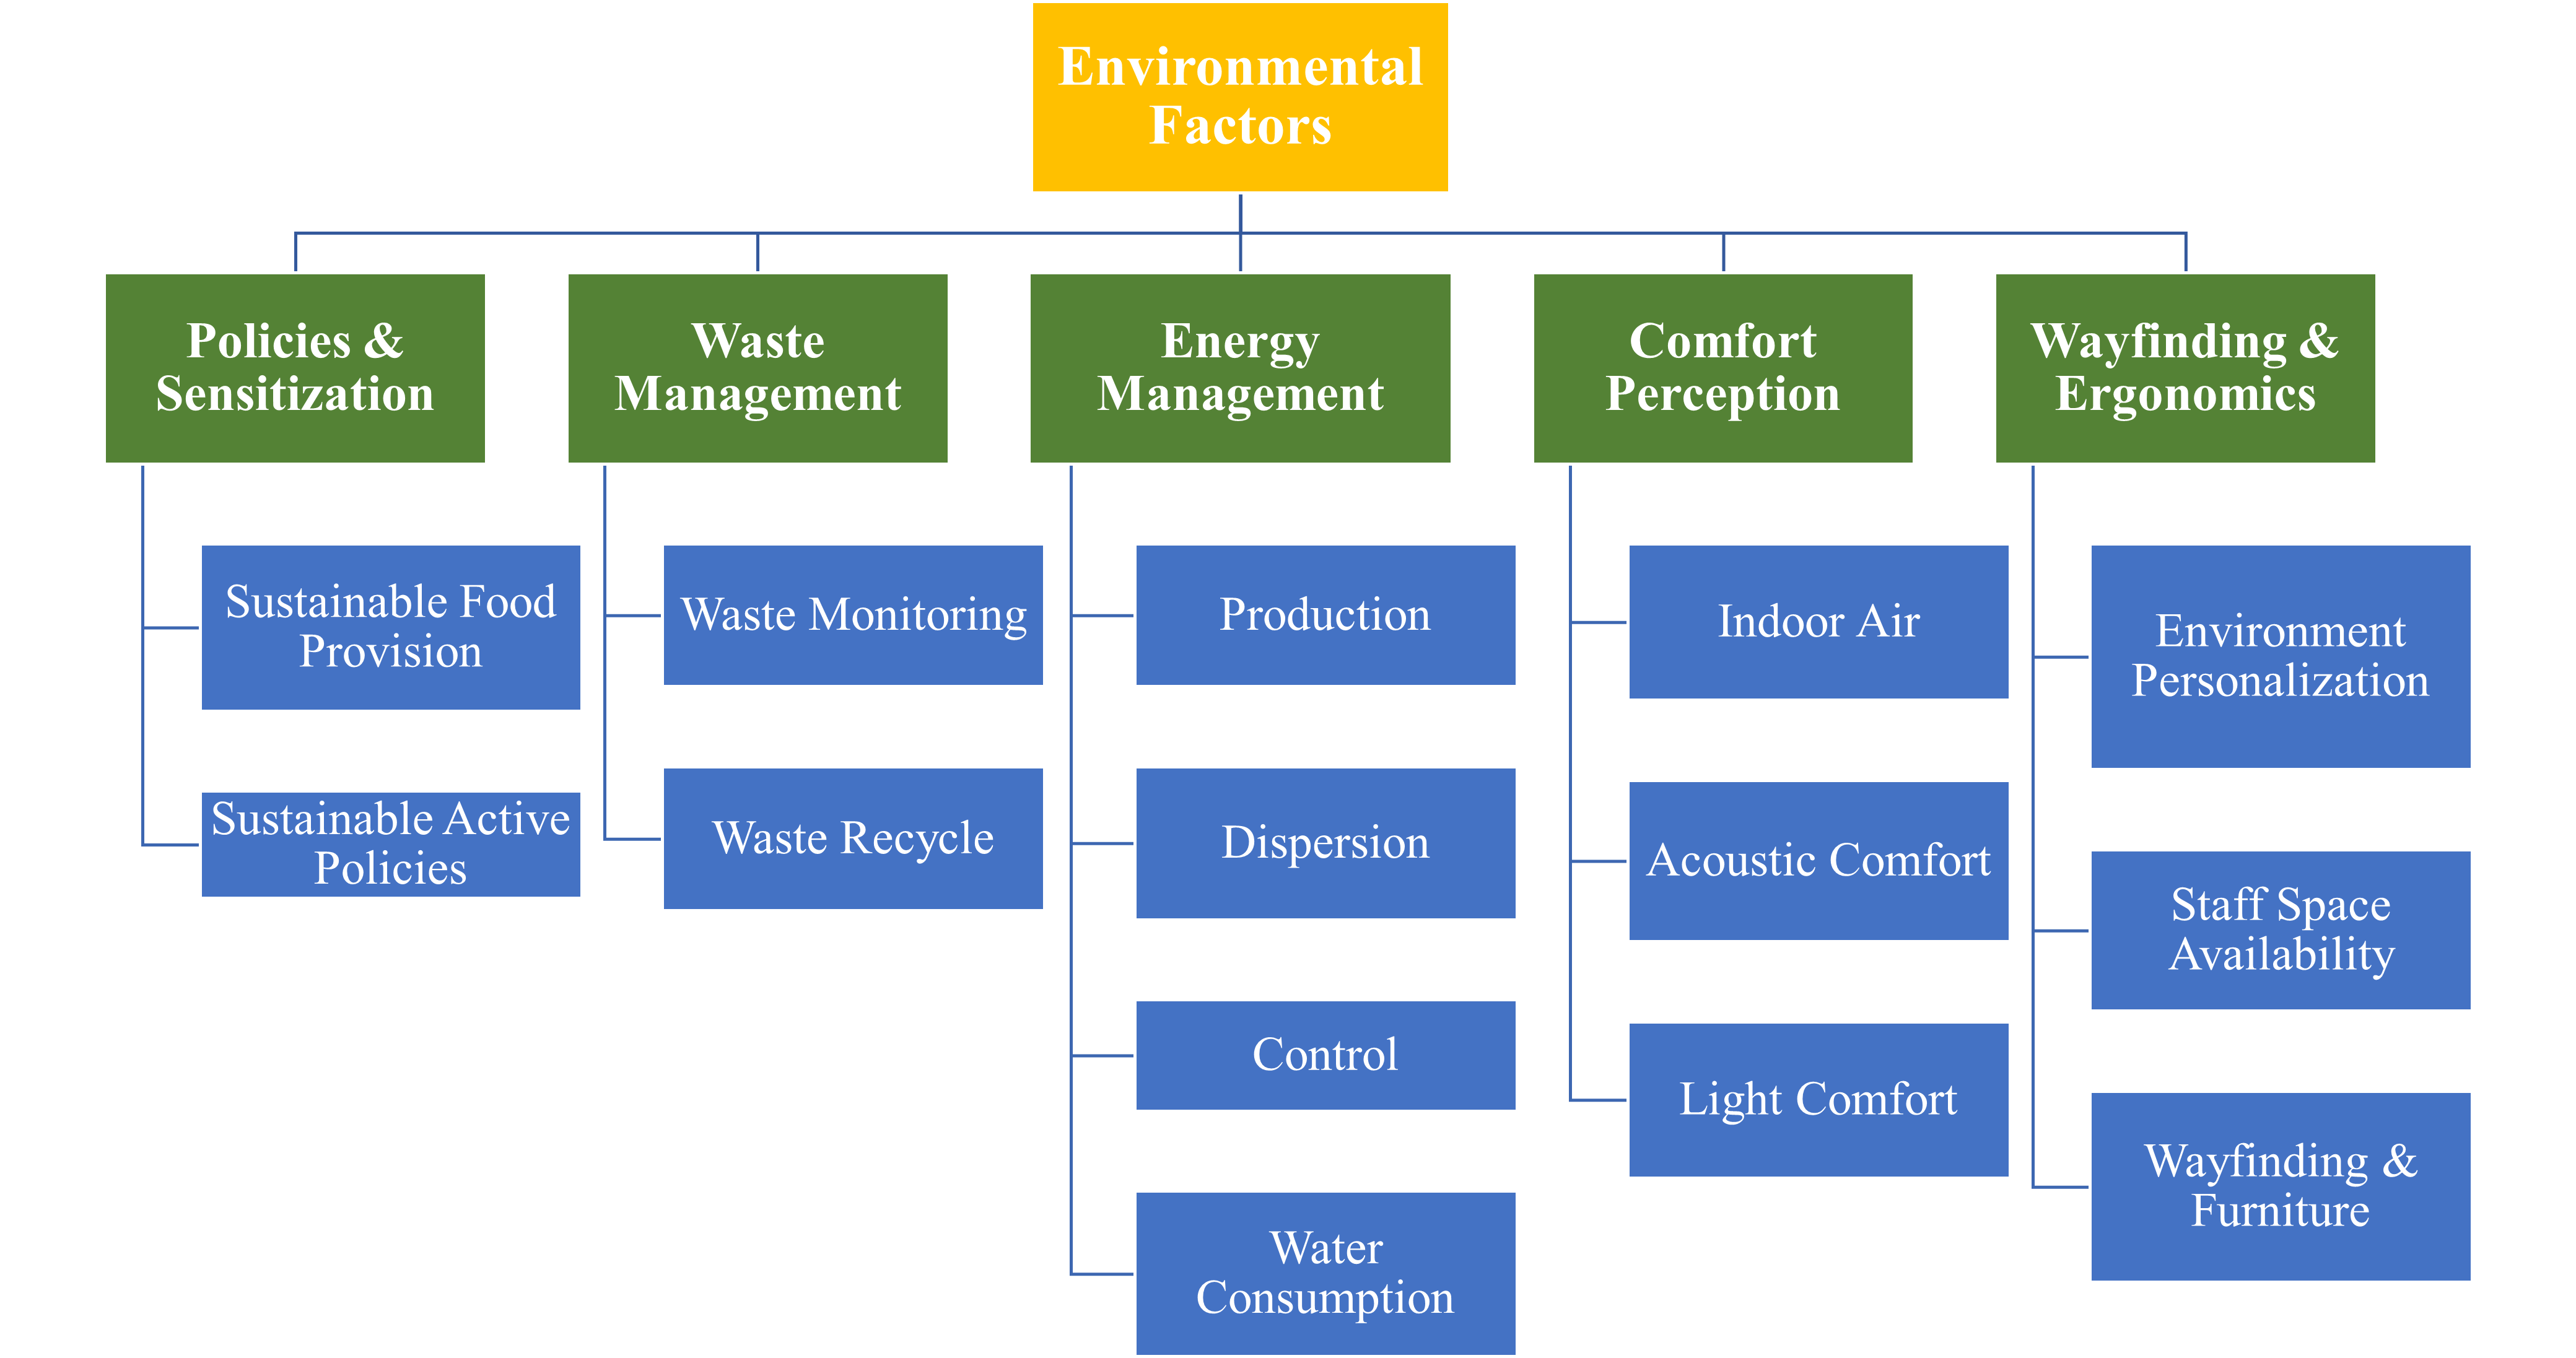 Environmental
Factors
Policies &
Sensitization
Waste
Management
Energy
Management
Comfort
Perception
Wayfinding &
Ergonomics
Sustainable Food
Provision
Sustainable Active
Policies
Waste Monitoring
Waste Recycle
Production
Dispersion
Control
Water
Consumption
Indoor Air
Acoustic Comfort
Light Comfort
Environment
Personalization
Staff Space
Availability
Wayfinding &
Furniture